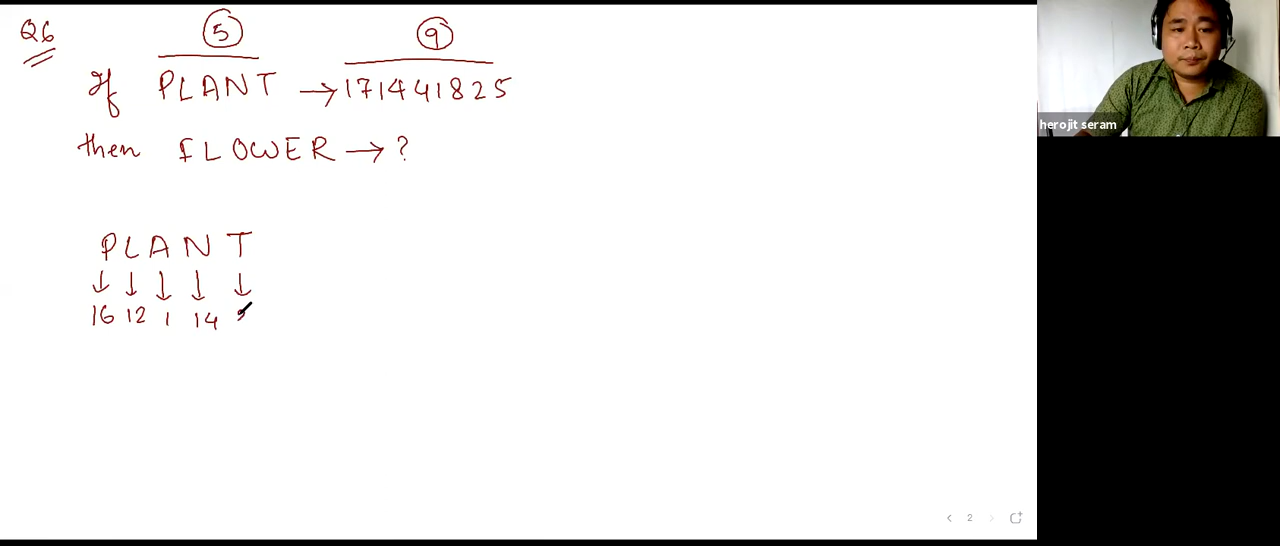 Q6
5 9
If PLANT → 171441825
then FLOWER → ?
PLANT
↓ ↓ ↓ ↓ ↓
16 12 1 14
herojit seram
2